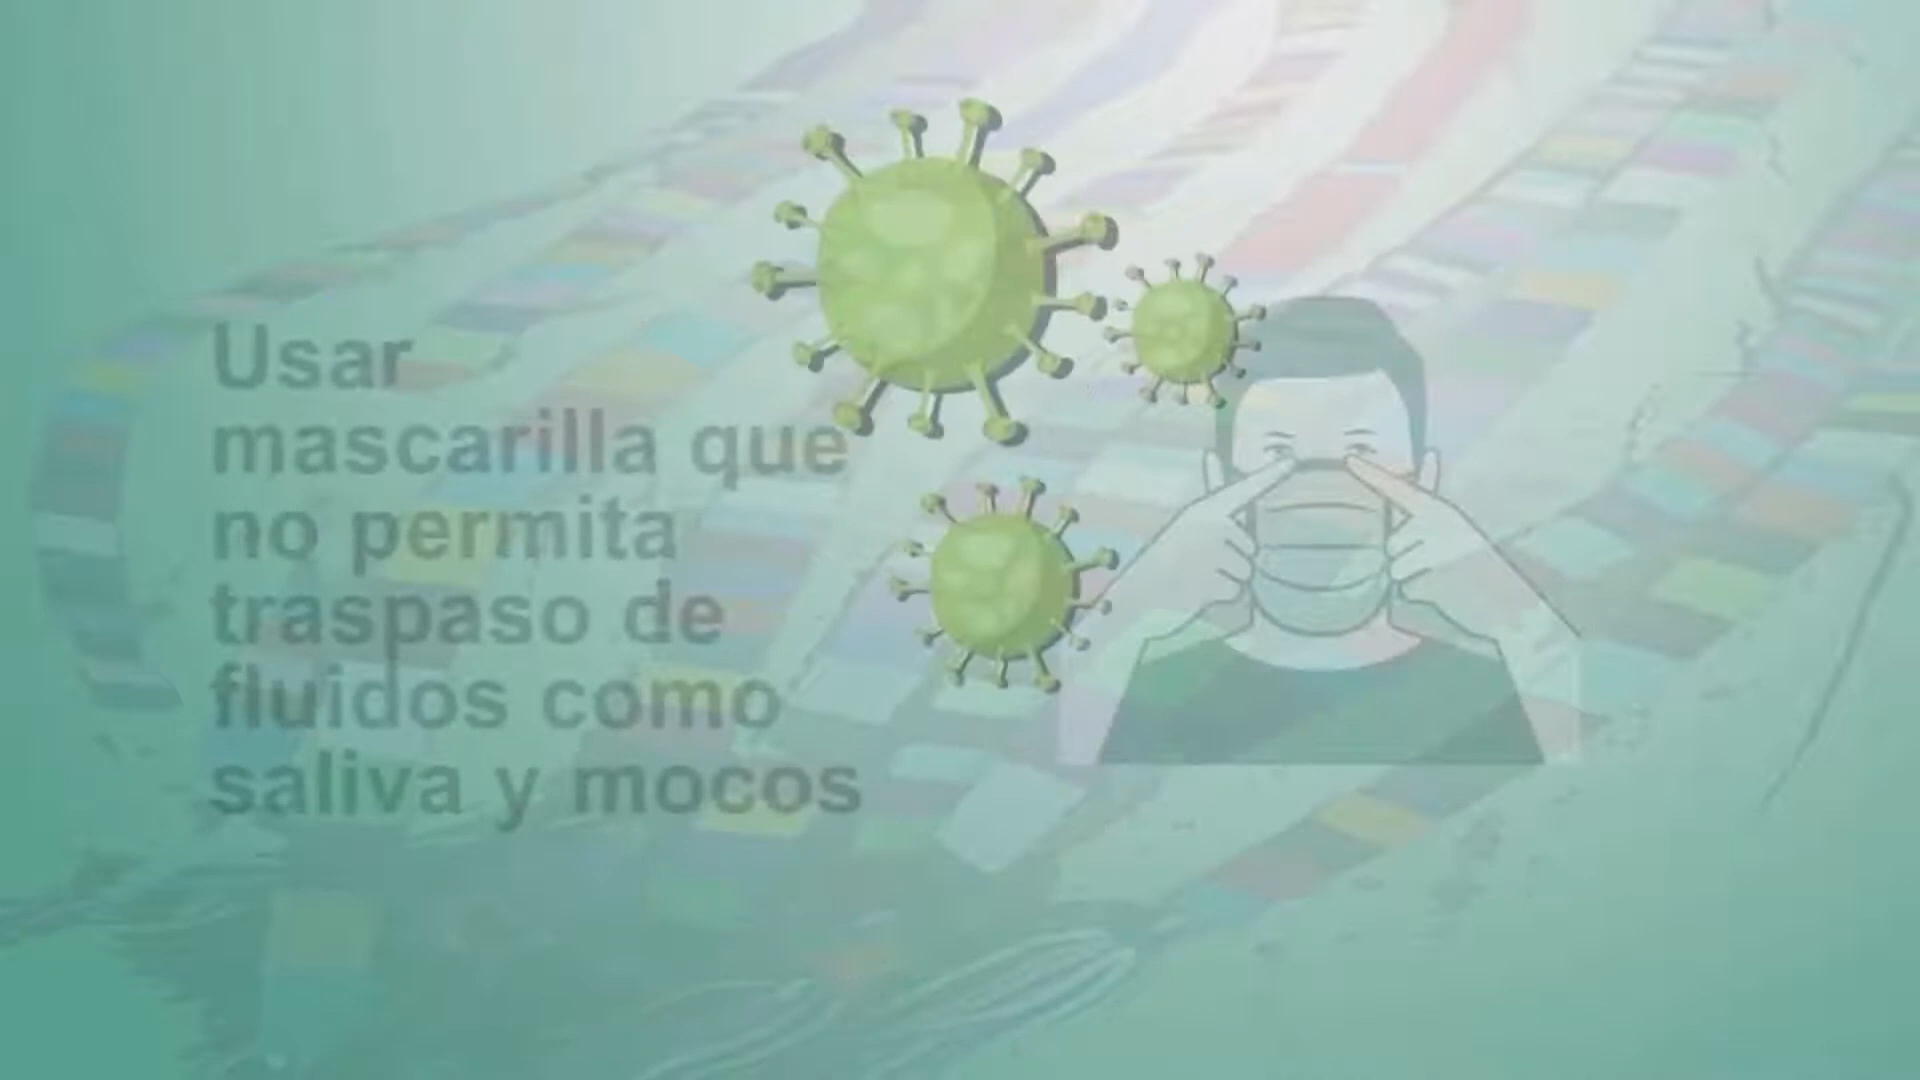 Usar
mascarilla que
no permita
traspaso de
fluidos como
saliva y mocos